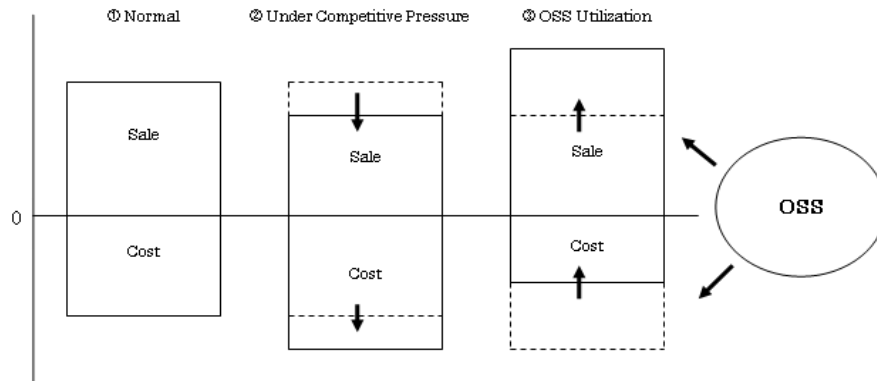 ① Normal
② Under Competitive Pressure
③ OSS Utilization
Sale
Sale
Sale
OSS
0
Cost
Cost
Cost